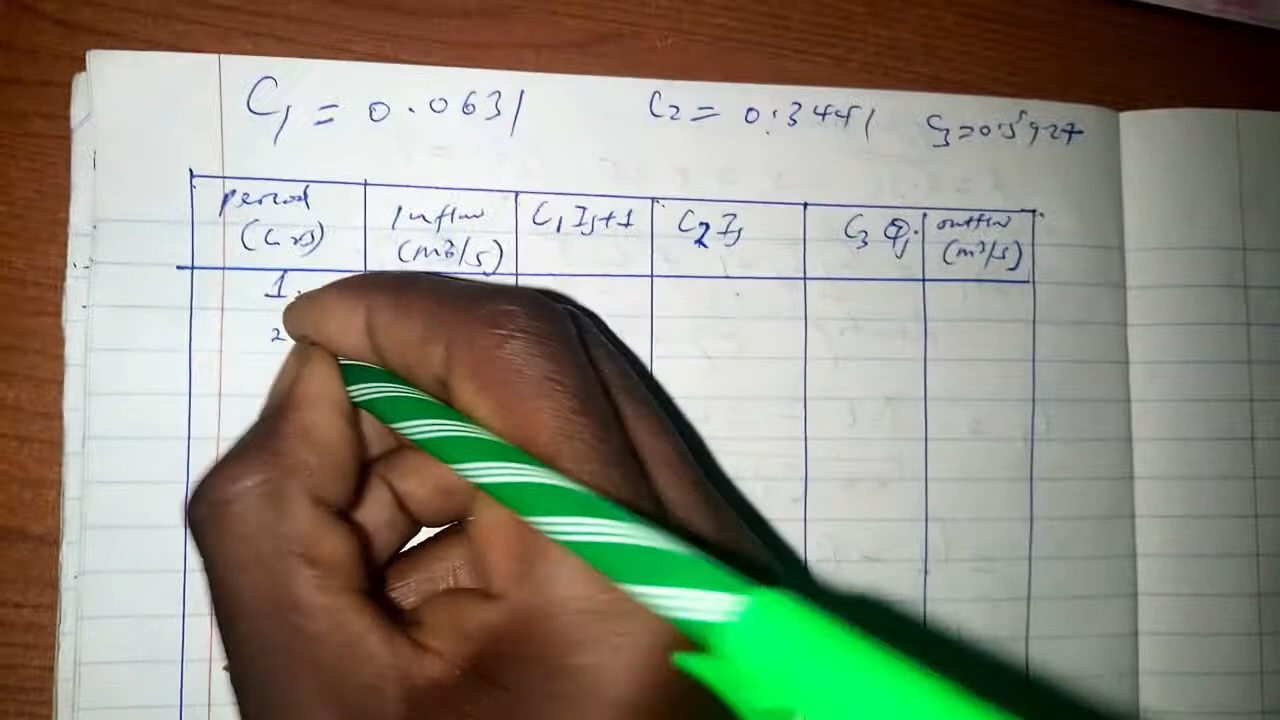 C1 = 0.0631 C2 = 0.3441 C3=0.5927
period Inflow C1 Ij+1 C2 Ij C3 Qj outflow
(hrs) (m3/s) (m3/s)
1
2